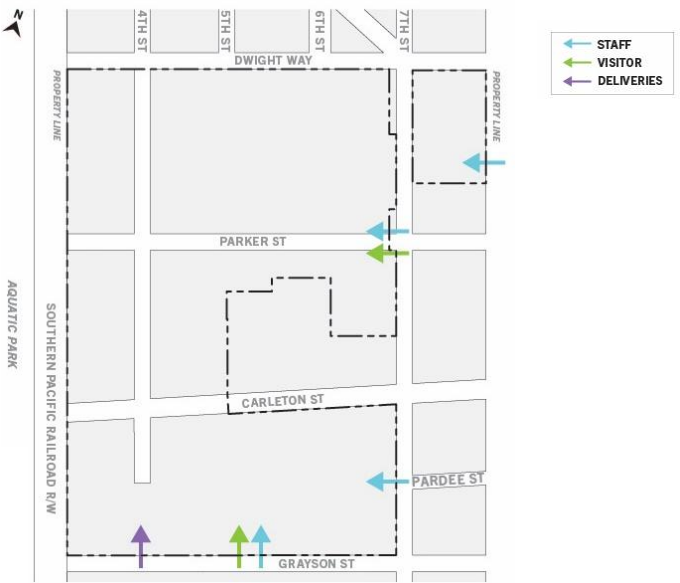 N
4TH ST
5TH ST
6TH ST
7TH ST
STAFF
VISITOR
DELIVERIES
DWIGHT WAY
PROPERTY LINE
PROPERTY LINE
PARKER ST
AQUATIC PARK
SOUTHERN PACIFIC RAILROAD R/W
CARLETON ST
PARDEE ST
GRAYSON ST